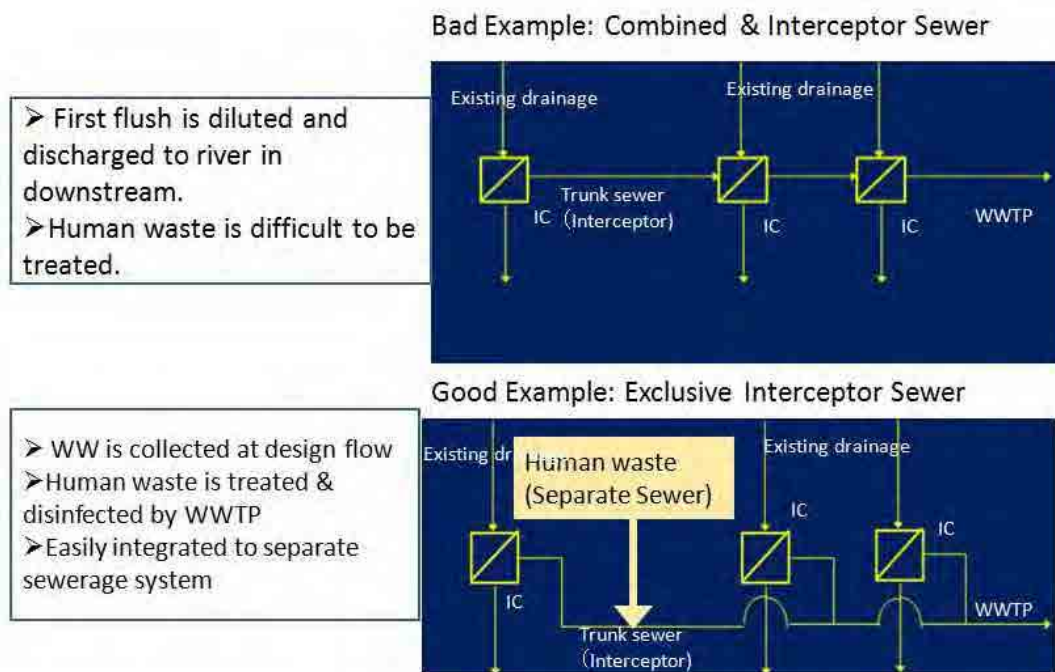 Bad Example: Combined & Interceptor Sewer
➤ First flush is diluted and
discharged to river in
downstream.
➤Human waste is difficult to be
treated.
Existing drainage
Existing drainage
Trunk sewer
(Interceptor)
IC
IC
IC
WWTP
Good Example: Exclusive Interceptor Sewer
➤ WW is collected at design flow
➤Human waste is treated &
disinfected by WWTP
➤Easily integrated to separate
sewerage system
Human waste
(Separate Sewer)
Existing drainage
IC
IC
IC
WWTP
Trunk sewer
(Interceptor)